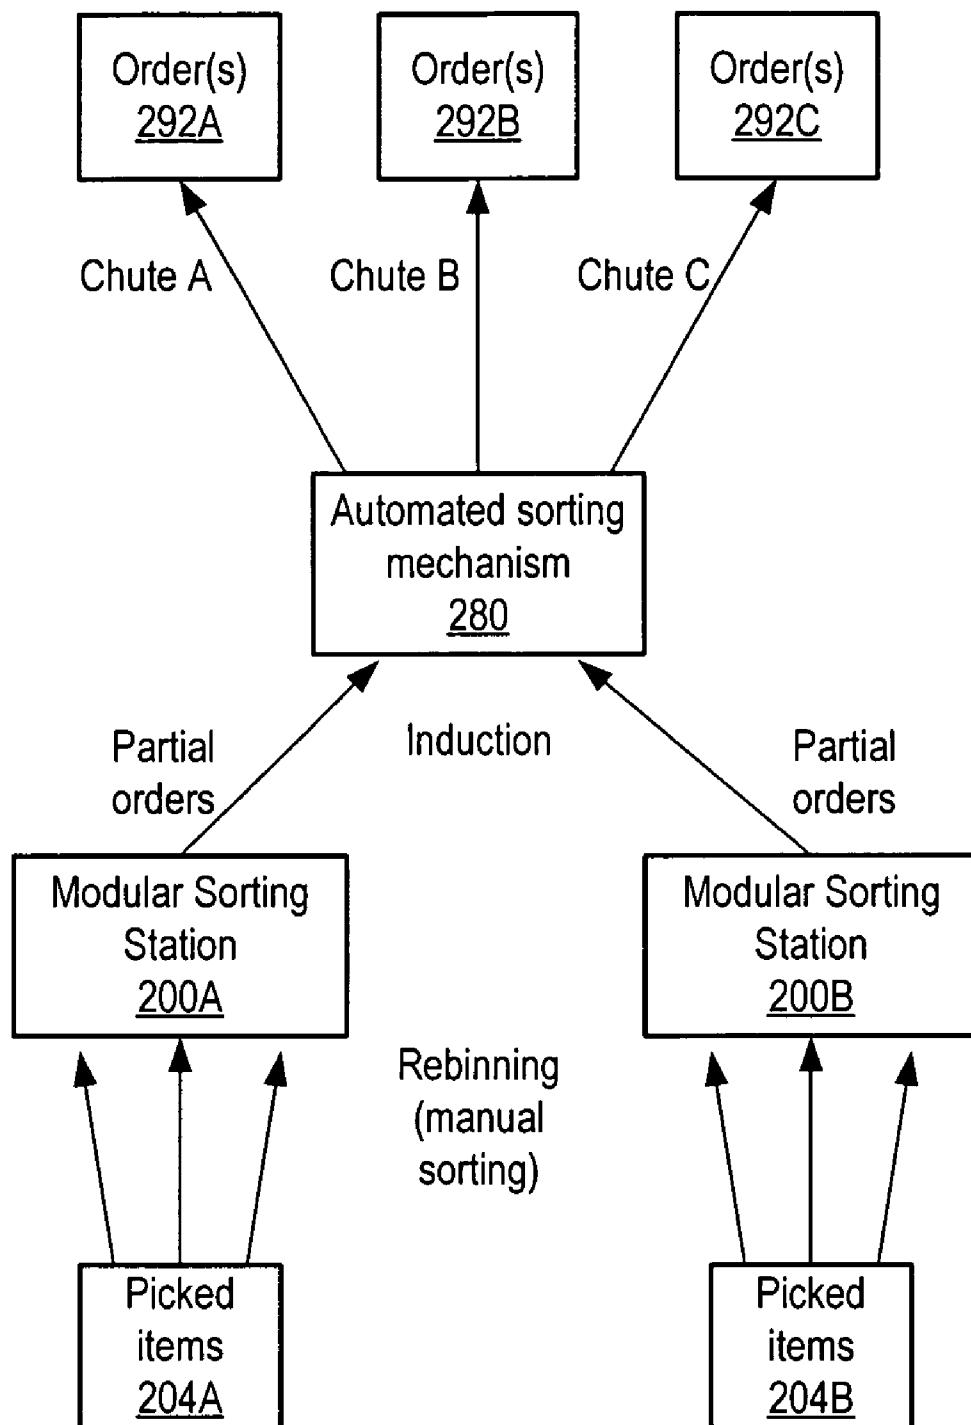 Order(s)
292A
Order(s)
292B
Order(s)
292C
Chute A
Chute B
Chute C
Automated sorting
mechanism
280
Partial
orders
Induction
Partial
orders
Modular Sorting
Station
200A
Modular Sorting
Station
200B
Rebinning
(manual
sorting)
Picked
items
204A
Picked
items
204B